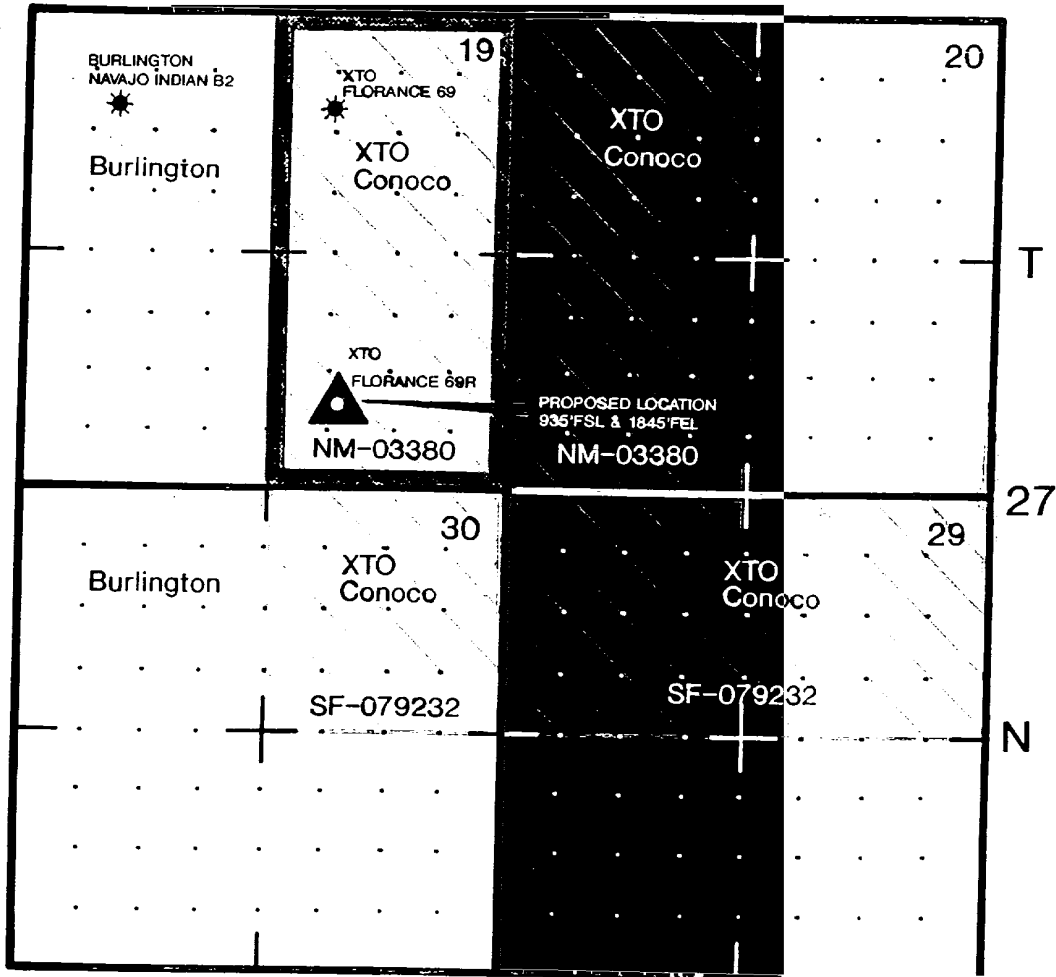 19
20
BURLINGTON
NAVAJO INDIAN B2
XTO
FLORANCE 69
Burlington
XTO
Conoco
XTO
Conoco
T
XTO
FLORANCE 69R
PROPOSED LOCATION
935'FSL & 1845'FEL
NM-03380
NM-03380
27
30
29
Burlington
XTO
Conoco
XTO
Conoco
SF-079232
SF-079232
N